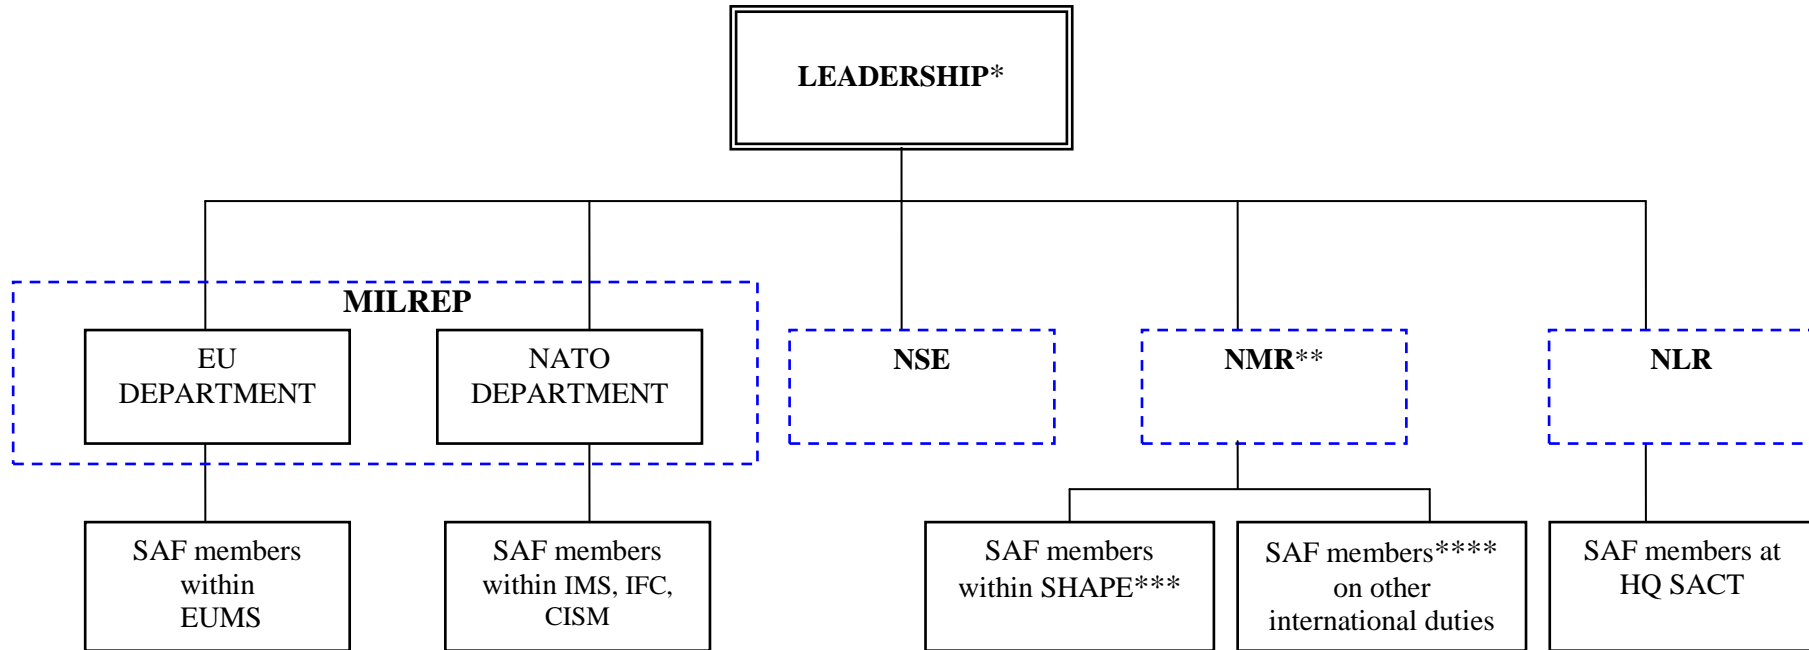 LEADERSHIP*
MILREP
EU
DEPARTMENT
NATO
DEPARTMENT
NSE
NMR**
NLR
SAF members
within
EUMS
SAF members
within IMS, IFC,
CISM
SAF members
within SHAPE***
SAF members****
on other
international duties
SAF members at
HQ SACT